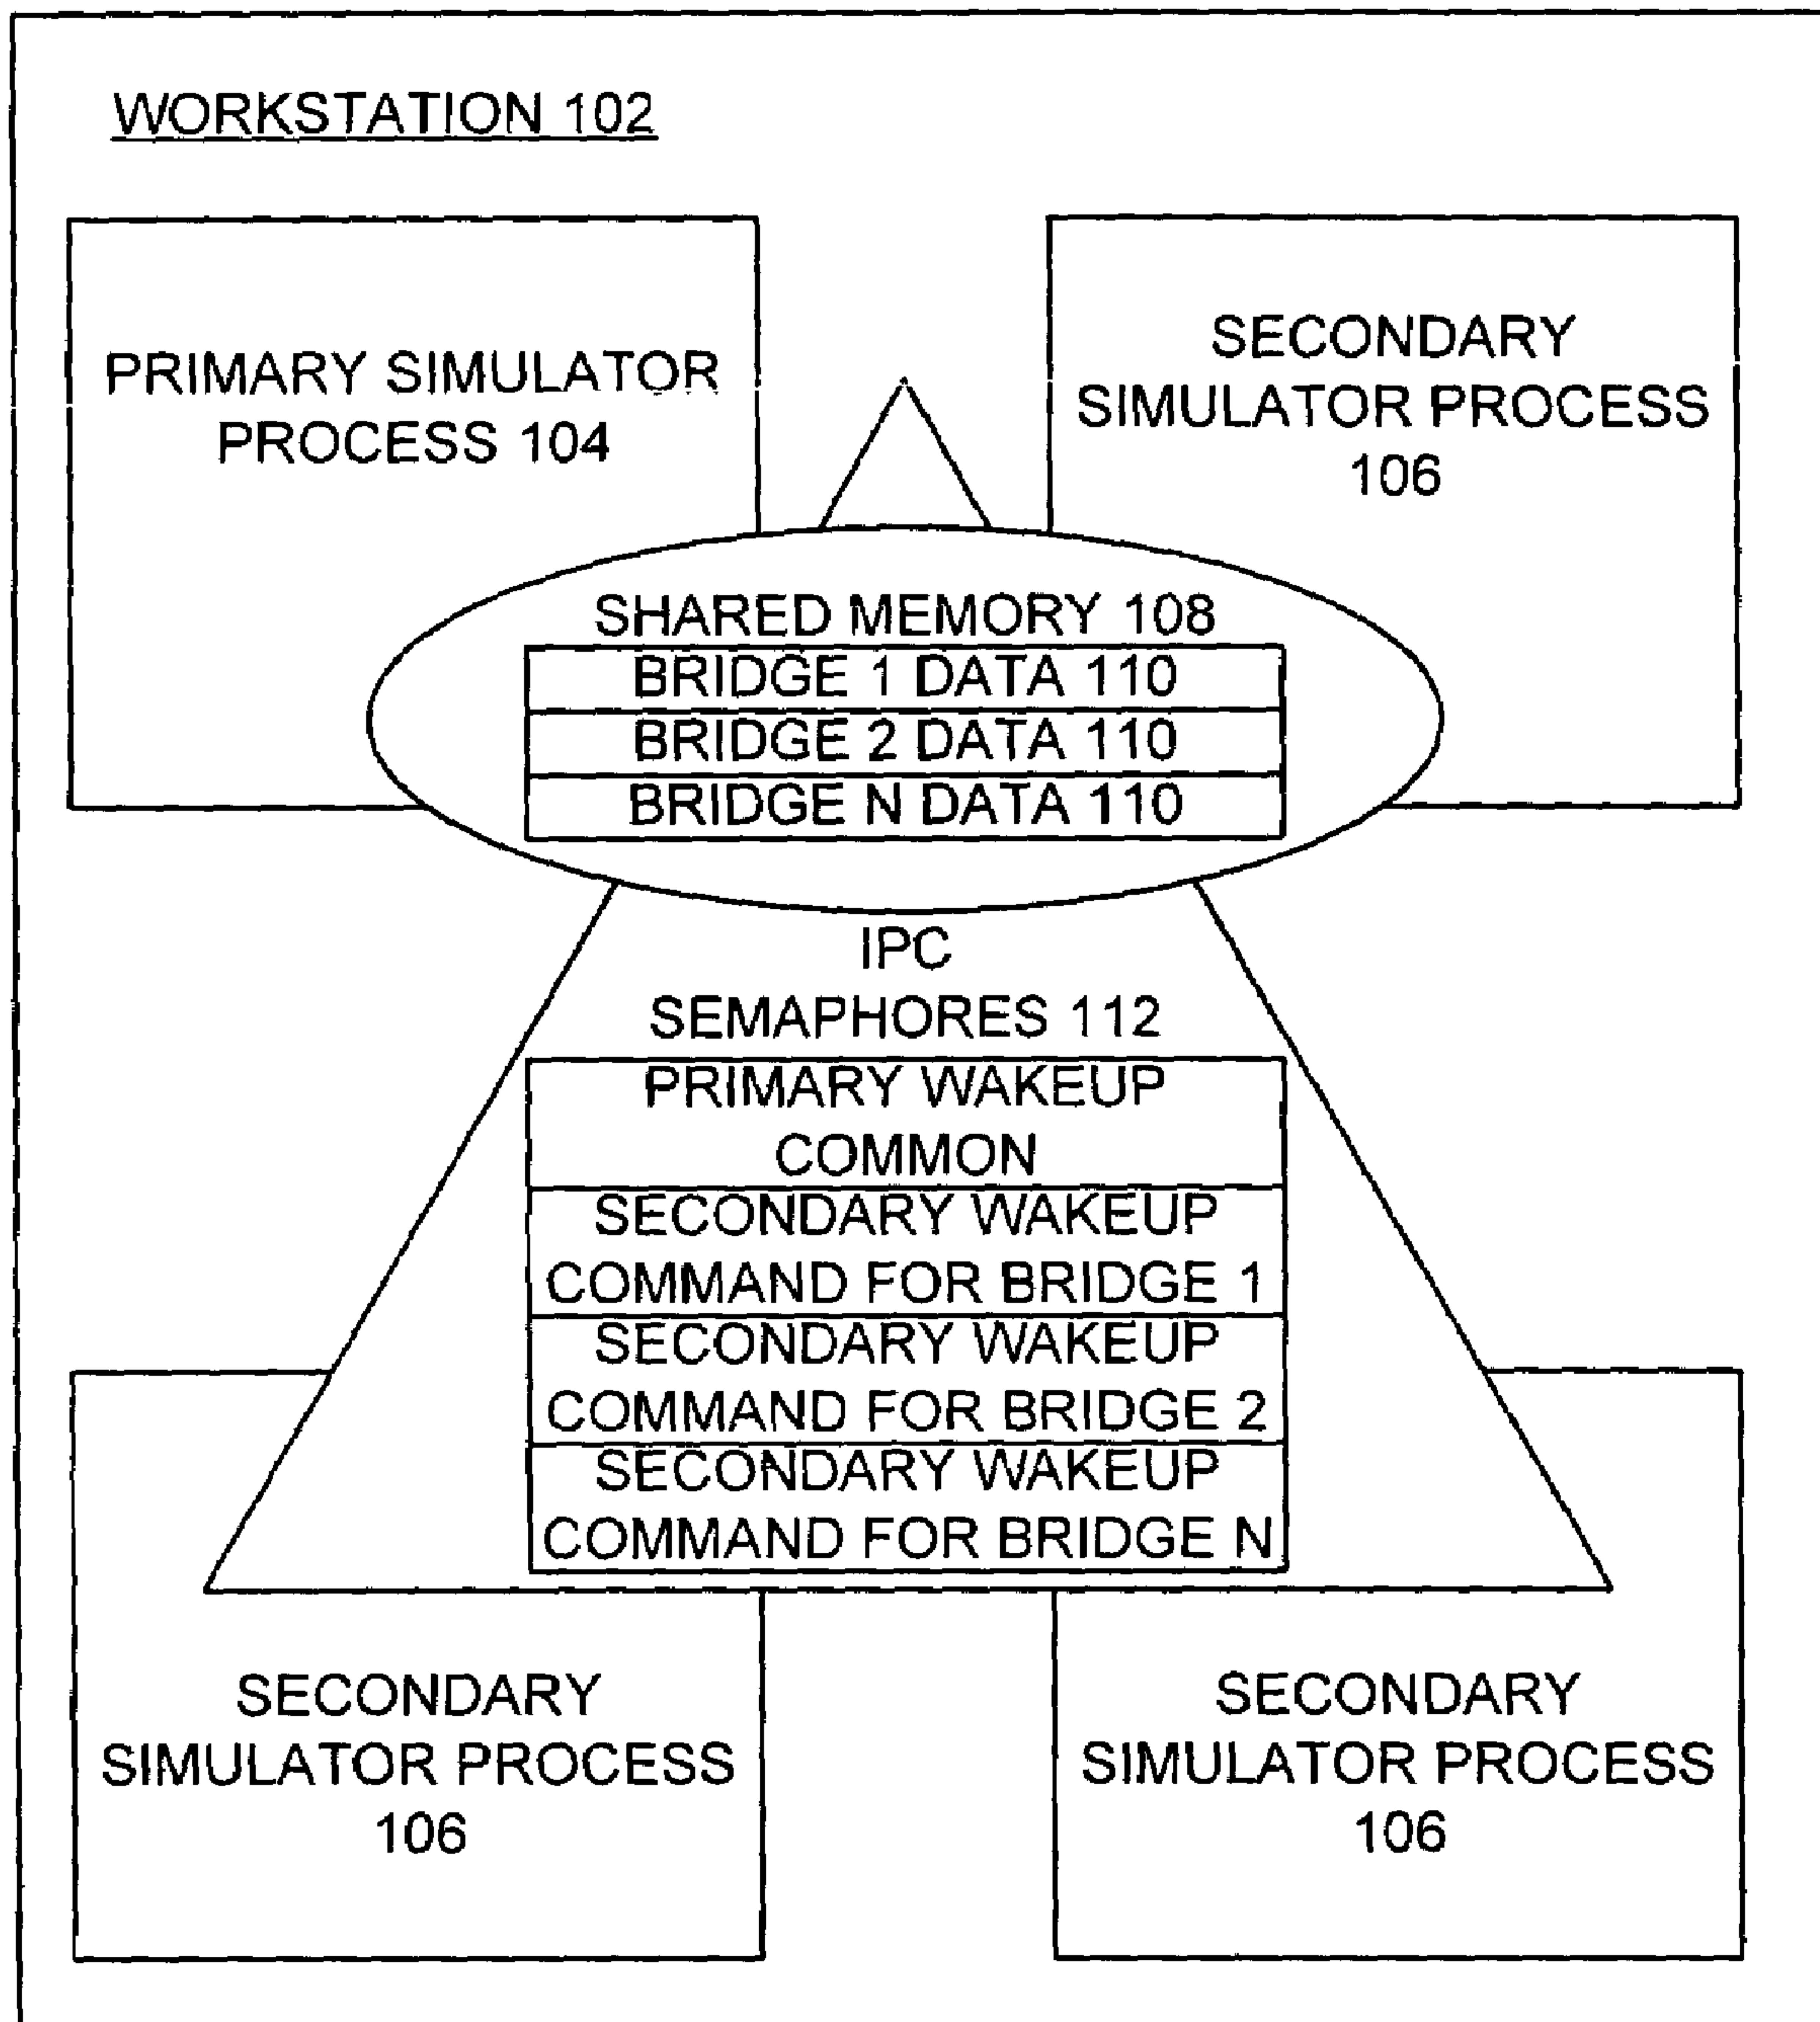 WORKSTATION 102
PRIMARY SIMULATOR
PROCESS 104
SECONDARY
SIMULATOR PROCESS
106
SHARED MEMORY 108
BRIDGE 1 DATA 110
BRIDGE 2 DATA 110
BRIDGE N DATA 110
IPC
SEMAPHORES 112
PRIMARY WAKEUP
COMMON
SECONDARY WAKEUP
COMMAND FOR BRIDGE 1
SECONDARY WAKEUP
COMMAND FOR BRIDGE 2
SECONDARY WAKEUP
COMMAND FOR BRIDGE N
SECONDARY
SIMULATOR PROCESS
106
SECONDARY
SIMULATOR PROCESS
106